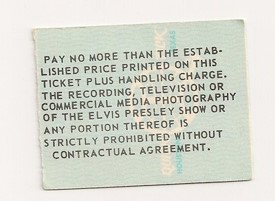 PAY NO MORE THAN THE ESTAB-
LISHED PRICE PRINTED ON THIS
TICKET PLUS HANDLING CHARGE.
THE RECORDING, TELEVISION OR
COMMERCIAL MEDIA PHOTOGRAPHY
OF THE ELVIS PRESLEY SHOW OR
ANY PORTION THEREOF IS
STRICTLY PROHIBITED WITHOUT
CONTRACTUAL AGREEMENT.